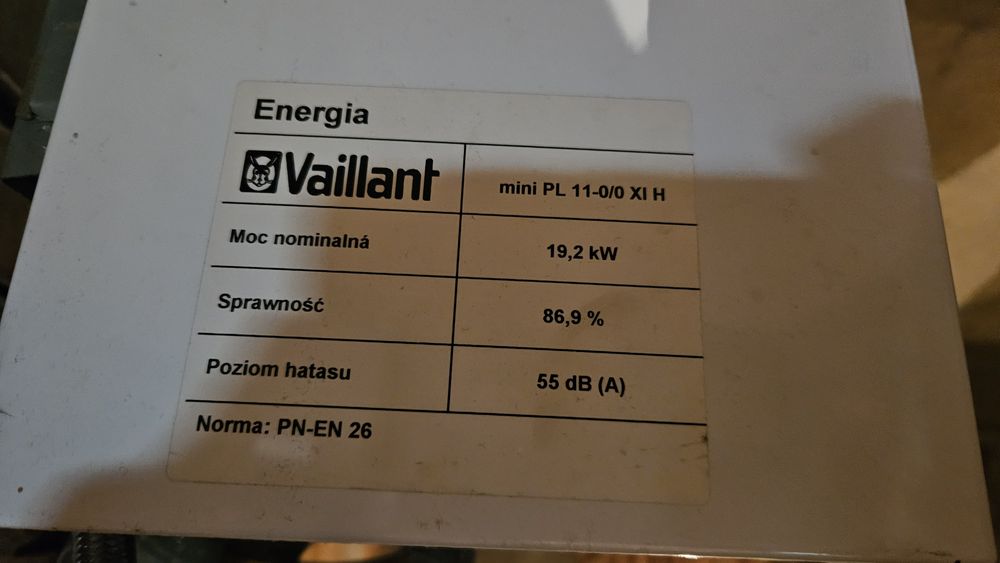 Energia
Vaillant mini PL 11-0/0 XI H
Moc nominalná 19,2 kW
Sprawność 86,9 %
Poziom hatasu 55 dB (A)
Norma: PN-EN 26